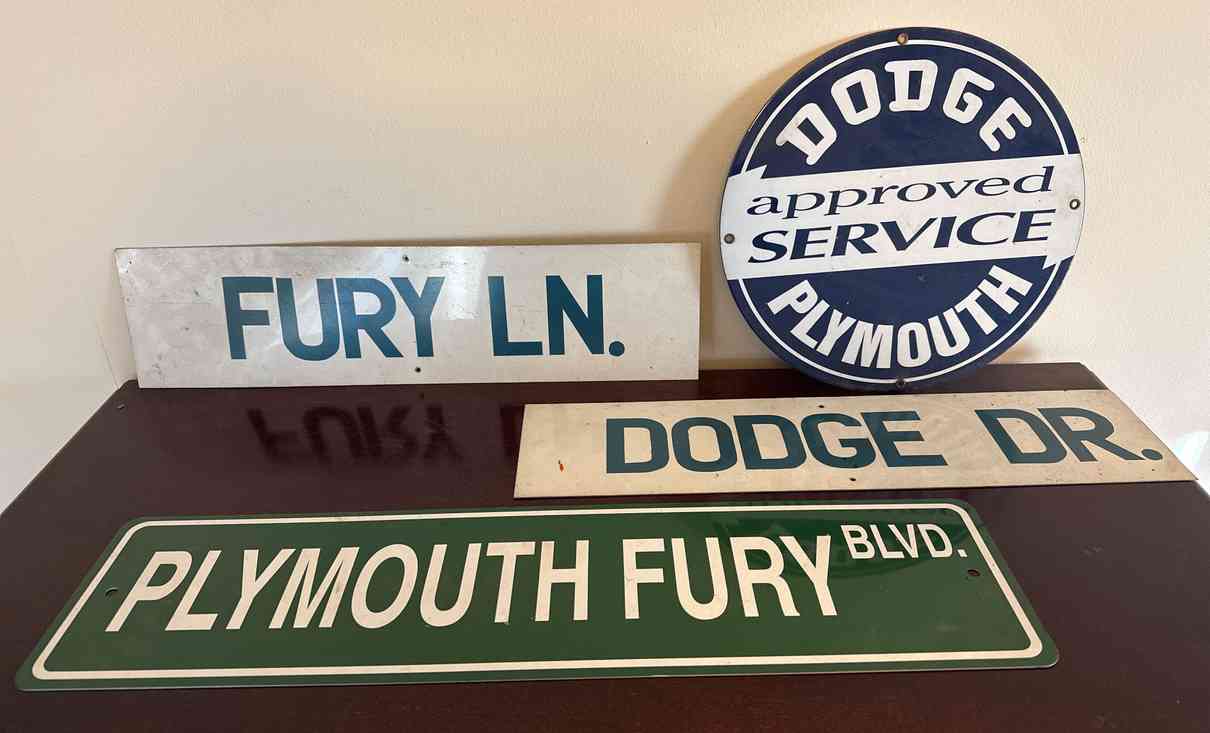 DODGE
approved
SERVICE
PLYMOUTH
FURY LN.
DODGE DR.
PLYMOUTH FURY BLVD.